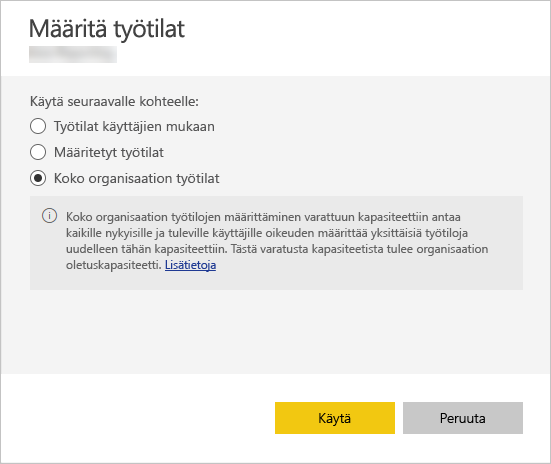 Määritä työtilat
Käytä seuraavalle kohteelle:
Työtilat käyttäjien mukaan
Määritetyt työtilat
Koko organisaation työtilat
Koko organisaation työtilojen määrittäminen varattuun kapasiteettiin antaa
kaikille nykyisille ja tuleville käyttäjille oikeuden määrittää yksittäisiä työtiloja
uudelleen tähän kapasiteettiin. Tästä varatusta kapasiteetista tulee organisaation
oletuskapasiteetti. Lisätietoja
Käytä
Peruuta